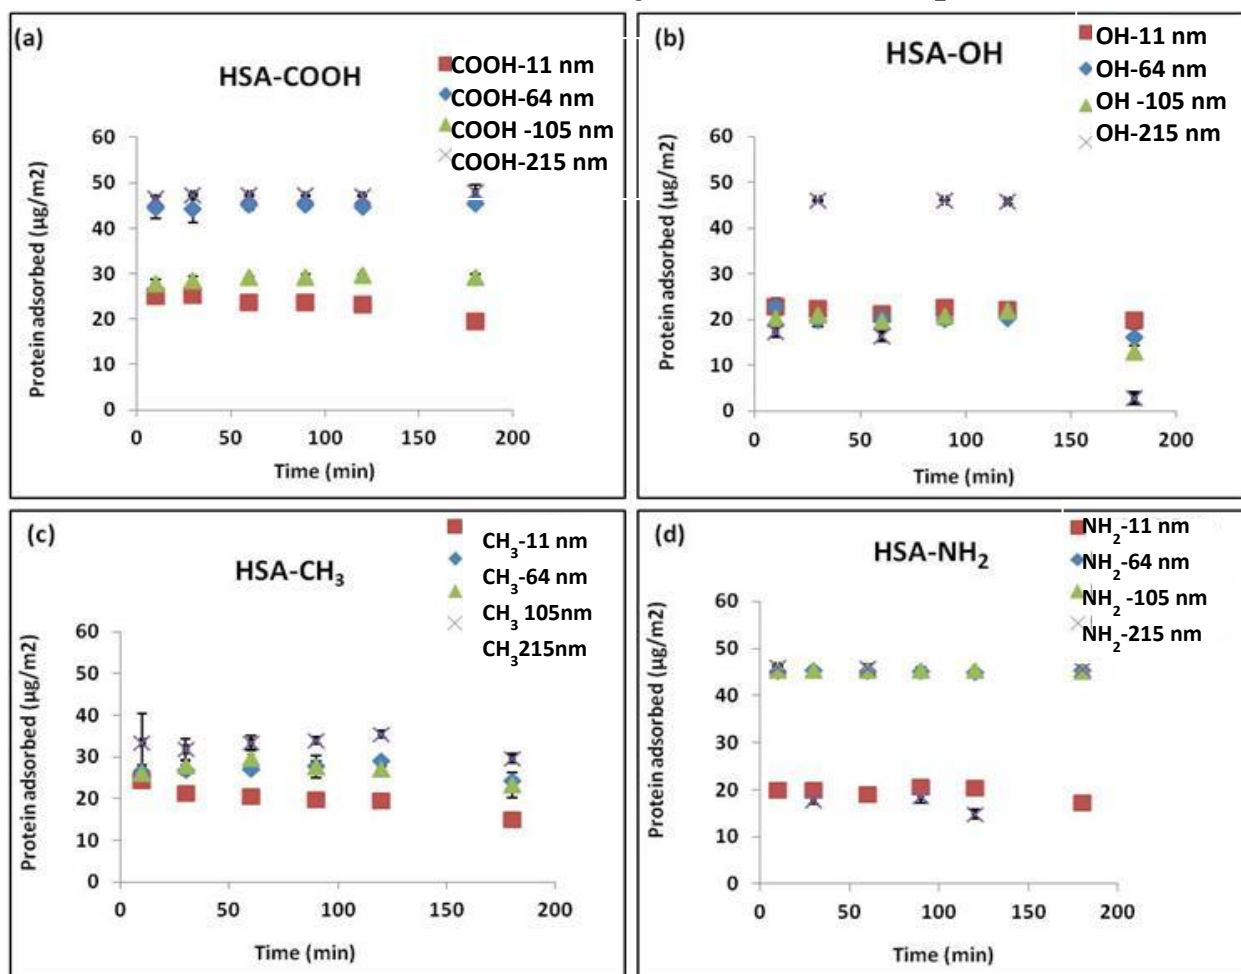 (a)
HSA-COOH
COOH-11 nm
COOH-64 nm
COOH -105 nm
COOH-215 nm
Protein adsorbed (µg/m2)
60
50
40
30
20
10
0
0 50 100 150 200
Time (min)
(b)
HSA-OH
OH-11 nm
OH-64 nm
OH -105 nm
OH-215 nm
Protein adsorbed (µg/m2)
60
50
40
30
20
10
0
0 50 100 150 200
Time (min)
(c)
HSA-CH₃
CH₃-11 nm
CH₃-64 nm
CH₃ 105nm
CH₃215nm
Protein adsorbed (µg/m2)
60
50
40
30
20
10
0
0 50 100 150 200
Time (min)
(d)
HSA-NH₂
NH₂-11 nm
NH₂-64 nm
NH₂ -105 nm
NH₂-215 nm
Protein adsorbed (µg/m2)
60
50
40
30
20
10
0
0 50 100 150 200
Time (min)